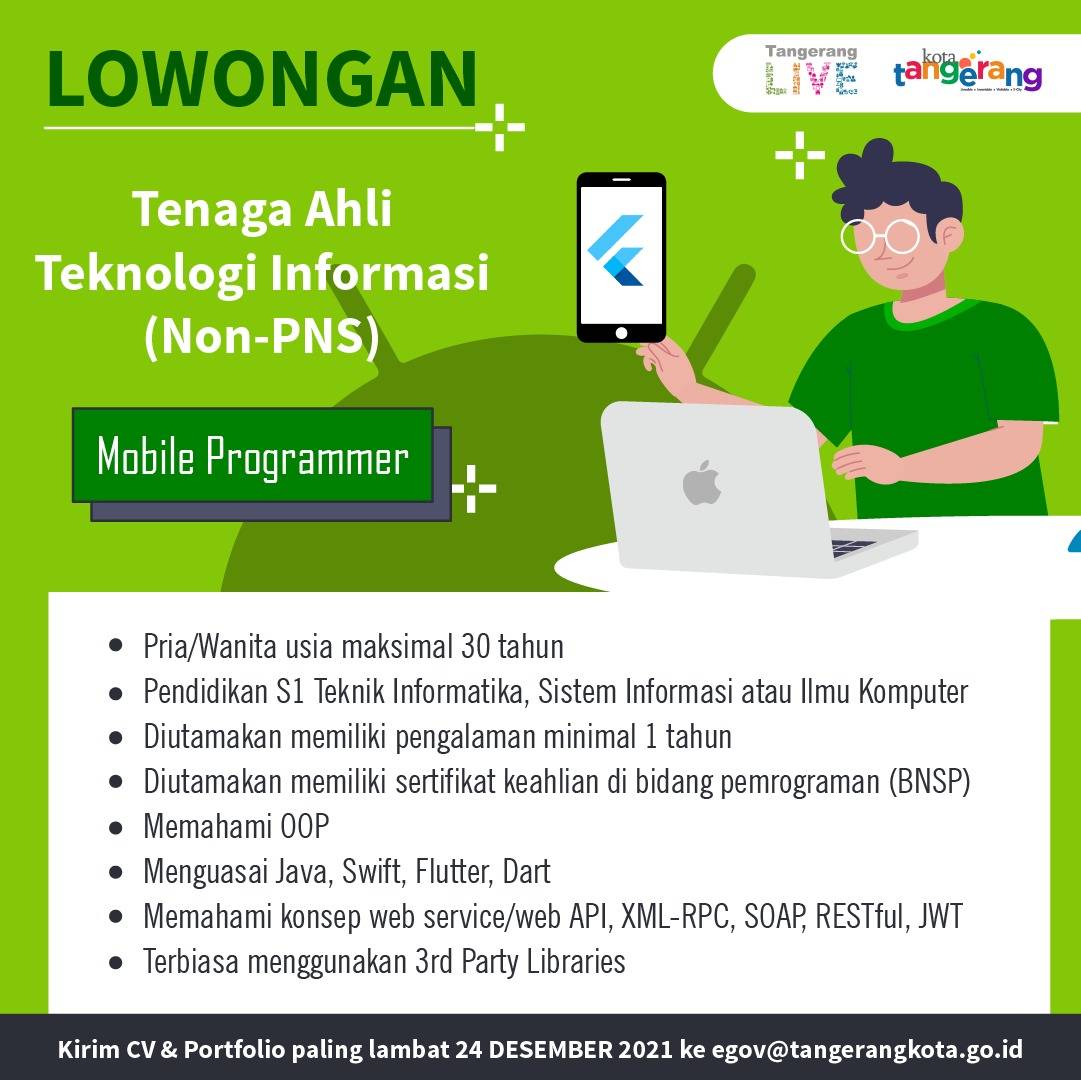 LOWONGAN
Tangerang
LIVE
kota
tangerang
Tenaga Ahli
Teknologi Informasi
(Non-PNS)
Mobile Programmer
Pria/Wanita usia maksimal 30 tahun
Pendidikan S1 Teknik Informatika, Sistem Informasi atau Ilmu Komputer
Diutamakan memiliki pengalaman minimal 1 tahun
Diutamakan memiliki sertifikat keahlian di bidang pemrograman (BNSP)
Memahami OOP
Menguasai Java, Swift, Flutter, Dart
Memahami konsep web service/web API, XML-RPC, SOAP, RESTful, JWT
Terbiasa menggunakan 3rd Party Libraries
Kirim CV & Portfolio paling lambat 24 DESEMBER 2021 ke egov@tangerangkota.go.id